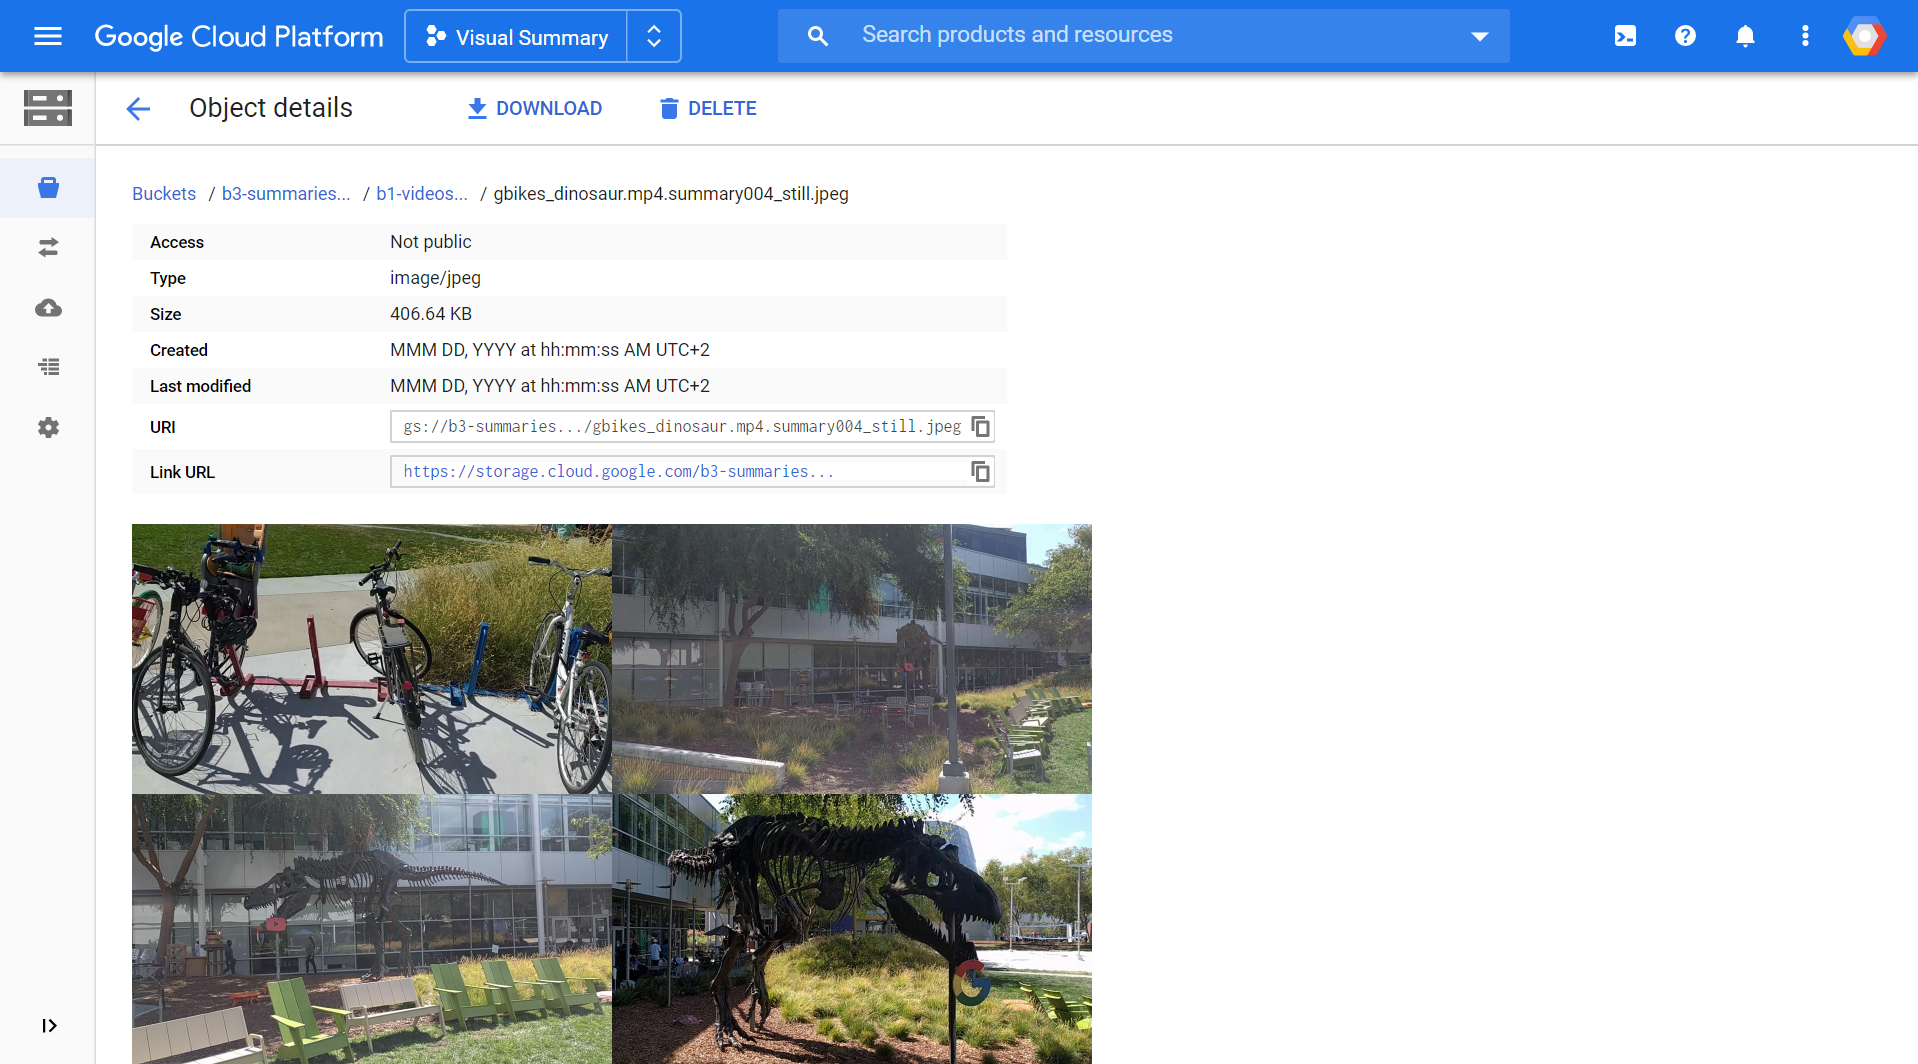 Google Cloud Platform
Visual Summary
Search products and resources
Object details
DOWNLOAD
DELETE
Buckets / b3-summaries... / b1-videos... / gbikes_dinosaur.mp4.summary004_still.jpeg
Access Not public
Type image/jpeg
Size 406.64 KB
Created MMM DD, YYYY at hh:mm:ss AM UTC+2
Last modified MMM DD, YYYY at hh:mm:ss AM UTC+2
URI gs://b3-summaries.../gbikes_dinosaur.mp4.summary004_still.jpeg
Link URL https://storage.cloud.google.com/b3-summaries...
G